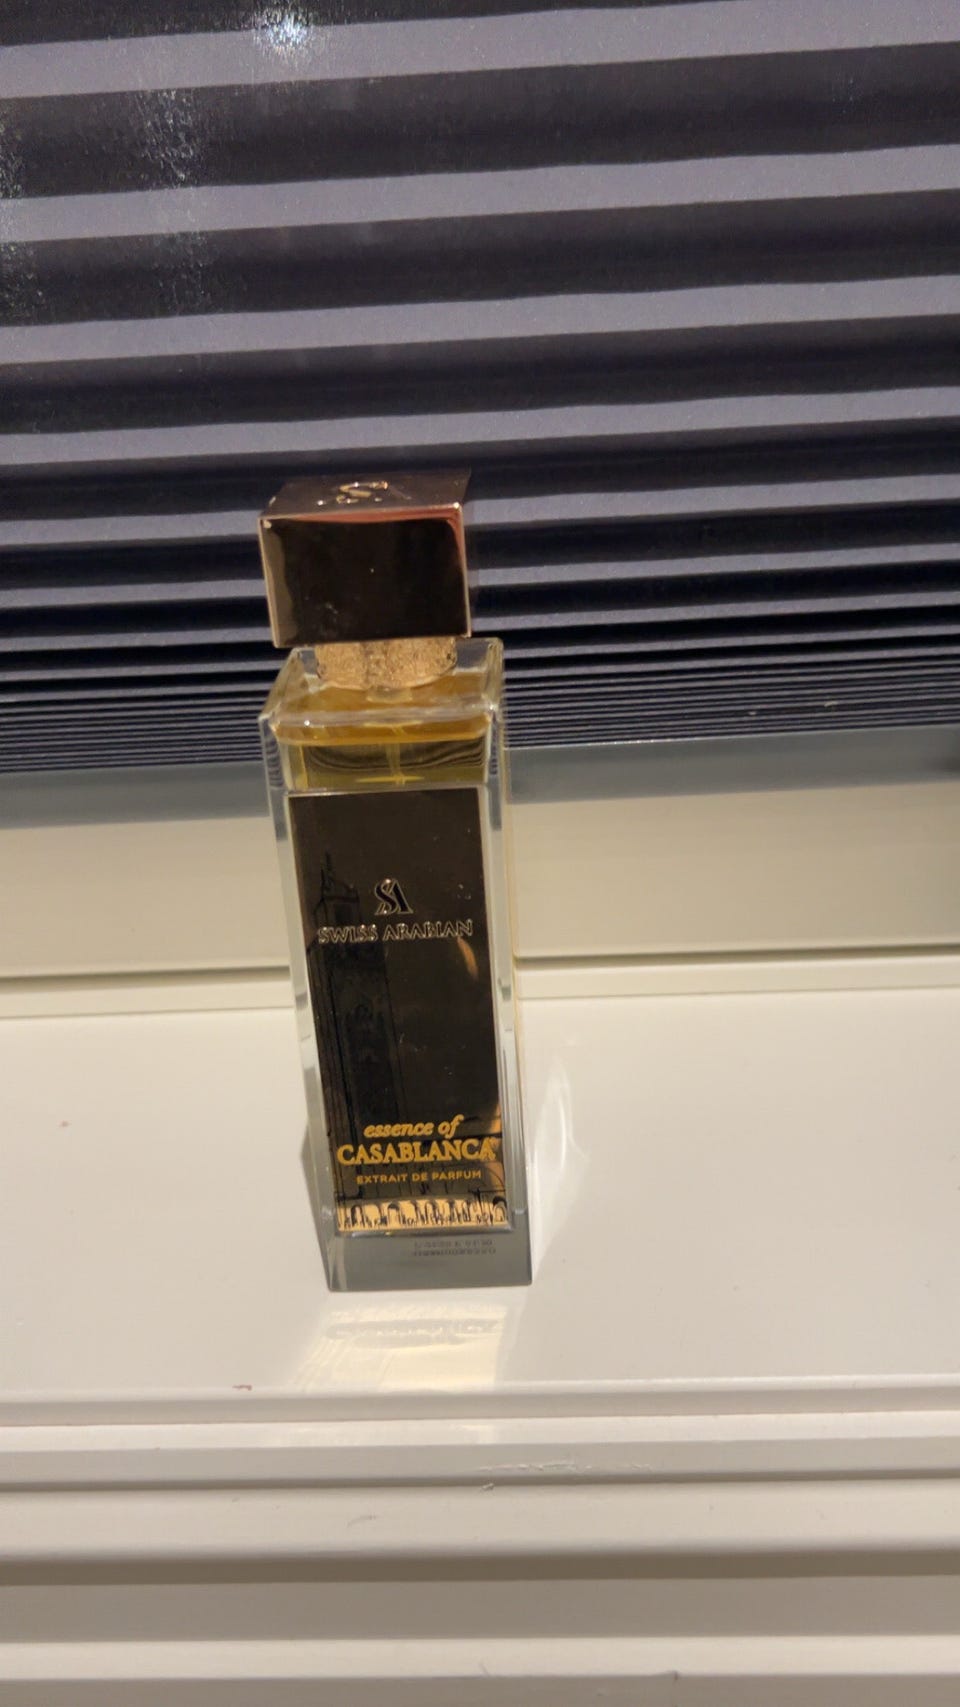 SA
SWISS ARABIAN
essence of
CASABLANCA
EXTRAIT DE PARFUM